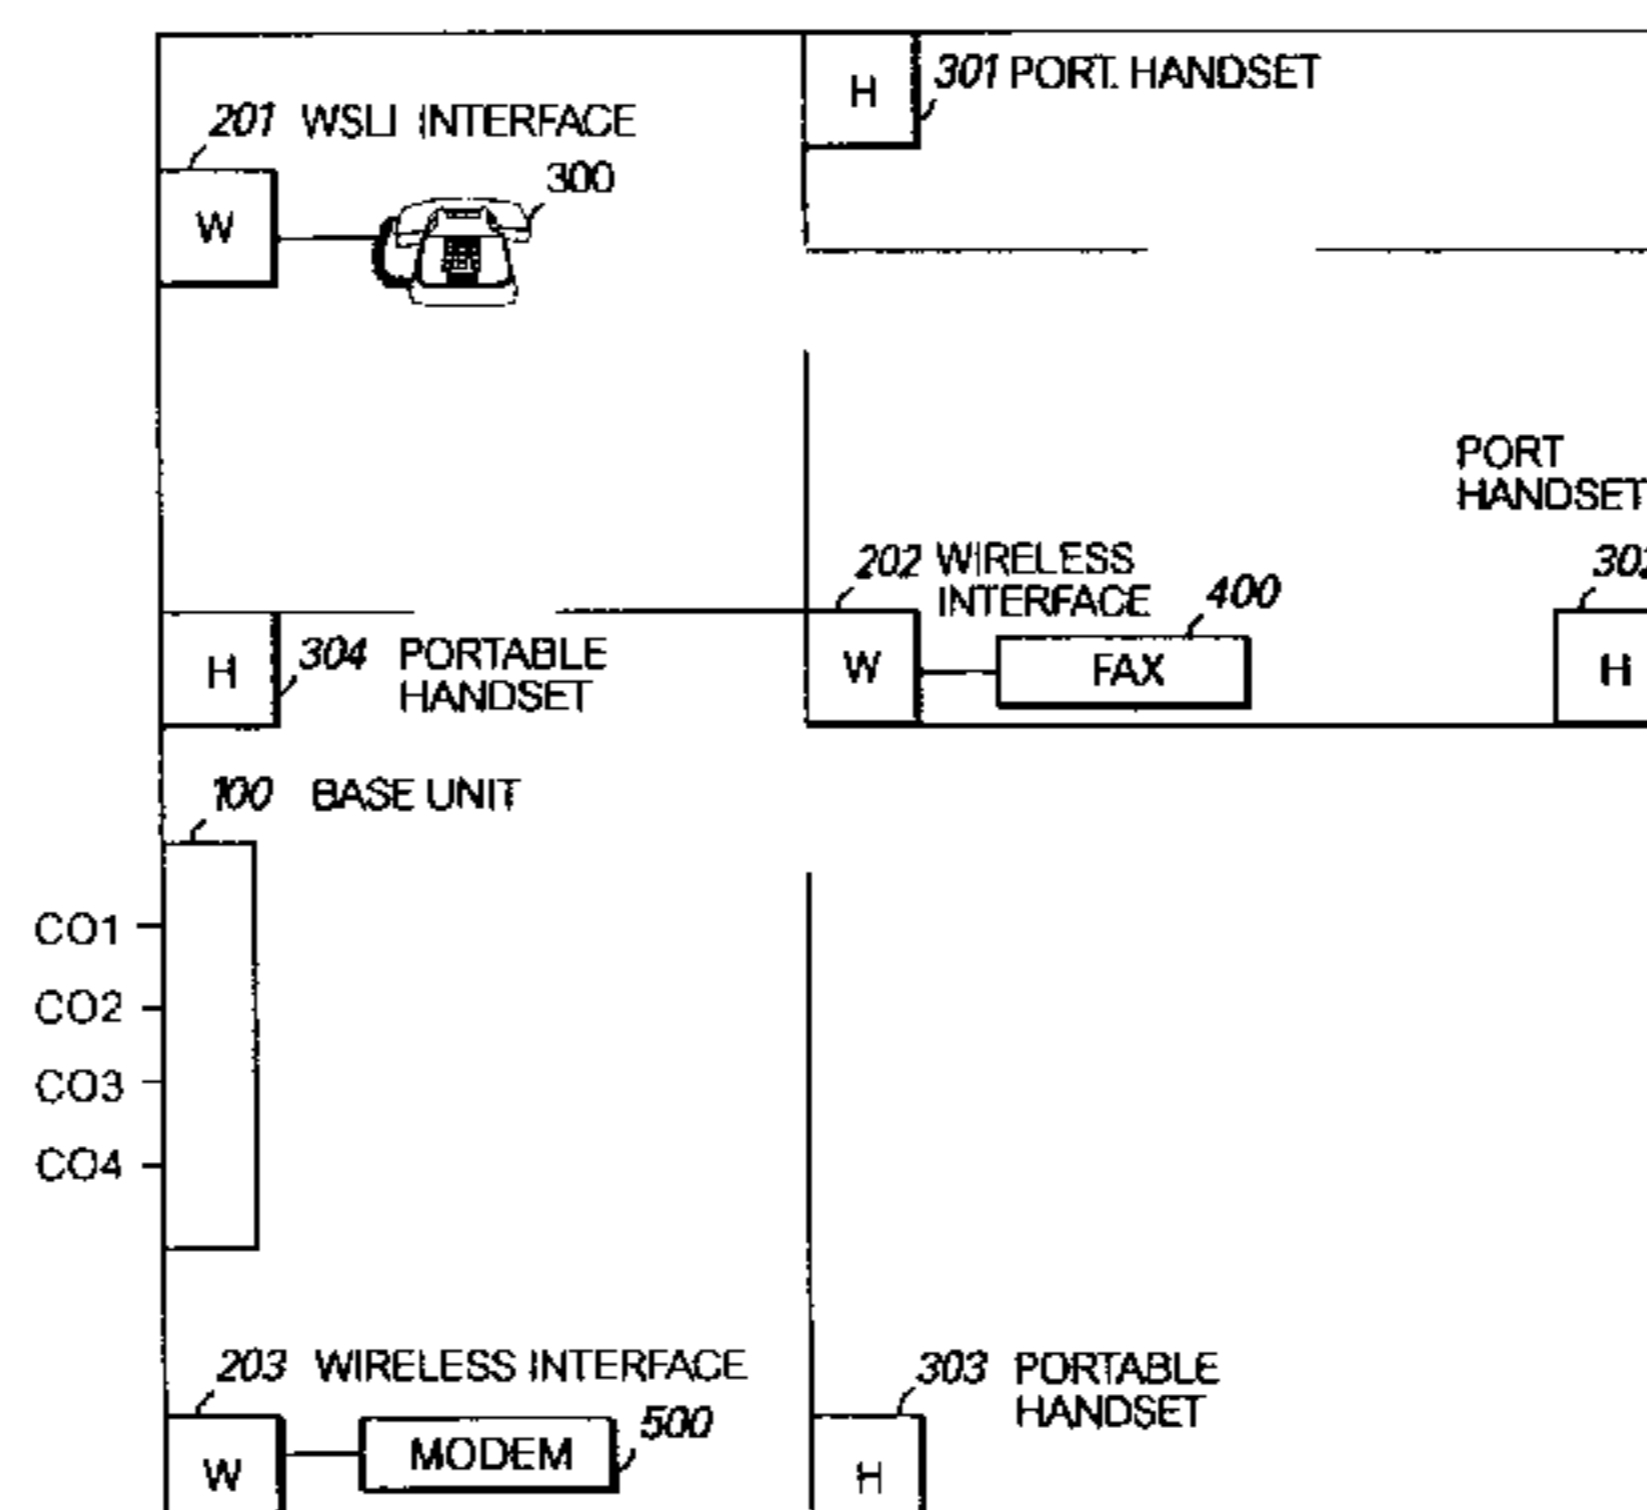 301 PORT. HANDSET
H
201 WSLI INTERFACE
300
W
PORT
HANDSET
202 WIRELESS
INTERFACE
400
302
304 PORTABLE
HANDSET
H
W
FAX
H
100 BASE UNIT
CO1
CO2
CO3
CO4
203 WIRELESS INTERFACE
303 PORTABLE
HANDSET
500
W
MODEM
H